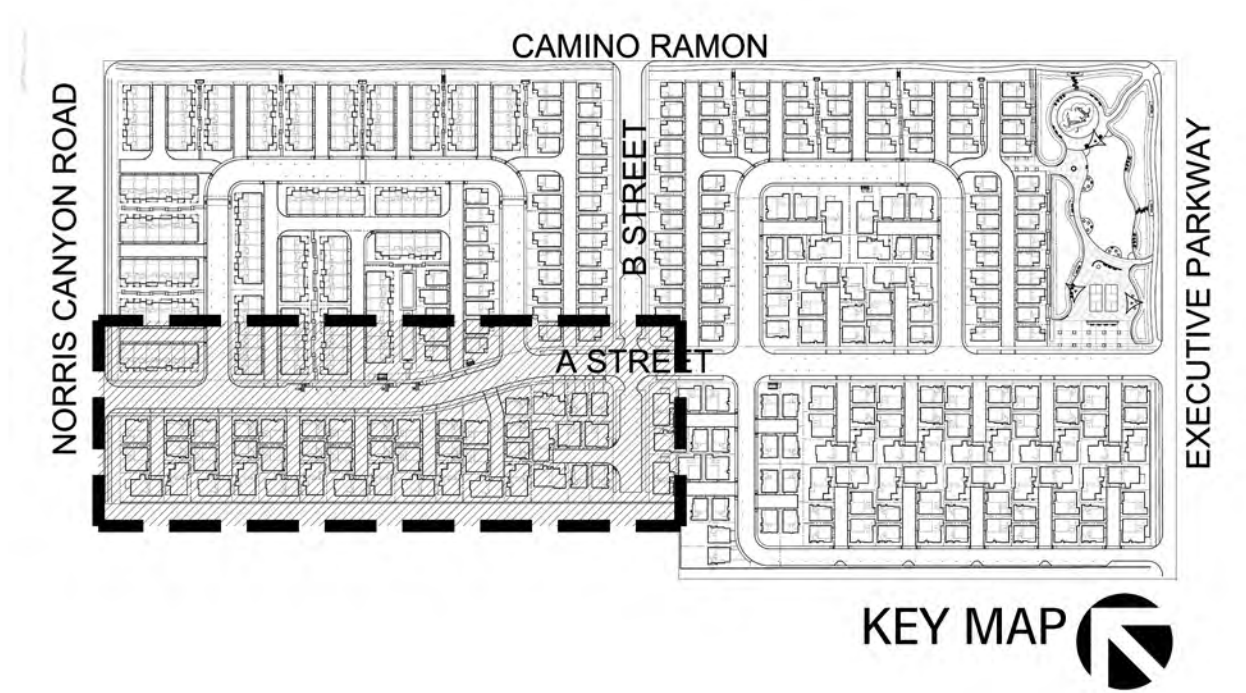 CAMINO RAMON
NORRIS CANYON ROAD
B STREET
EXECUTIVE PARKWAY
A STREET
KEY MAP